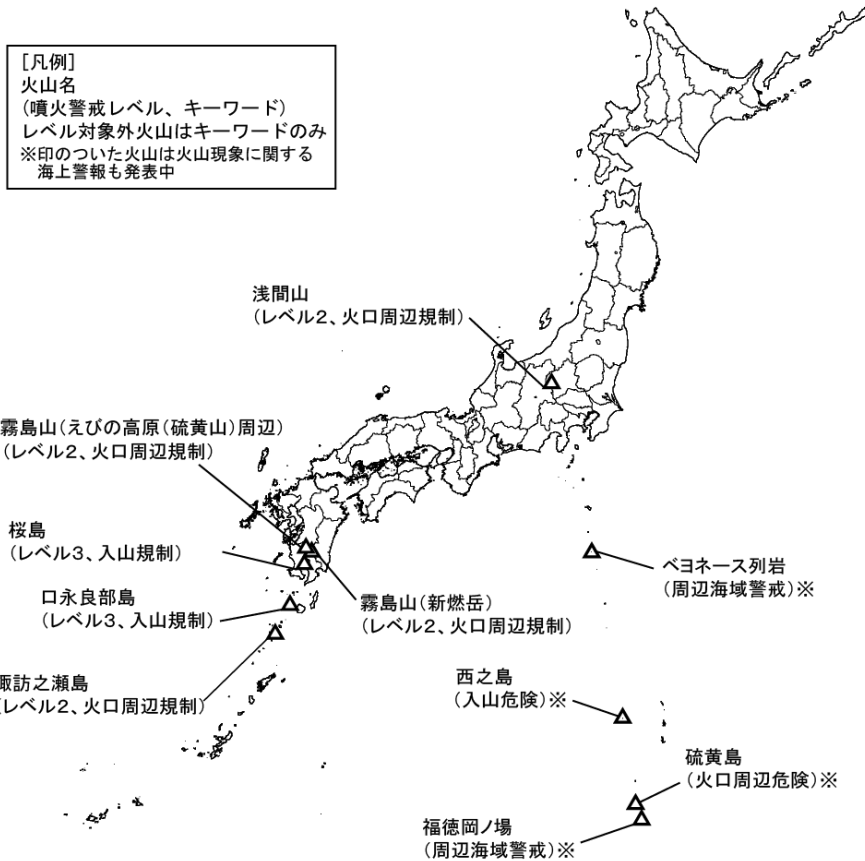 [凡例]
火山名
(噴火警戒レベル、キーワード)
レベル対象外火山はキーワードのみ
※印のついた火山は火山現象に関する
海上警報も発表中
浅間山
(レベル2、火口周辺規制)
霧島山(えびの高原(硫黄山)周辺)
(レベル2、火口周辺規制)
桜島
(レベル3、入山規制)
口永良部島
(レベル3、入山規制)
霧島山(新燃岳)
(レベル2、火口周辺規制)
諏訪之瀬島
(レベル2、火口周辺規制)
ベヨネース列岩
(周辺海域警戒)※
西之島
(入山危険)※
硫黄島
(火口周辺危険)※
福徳岡ノ場
(周辺海域警戒)※